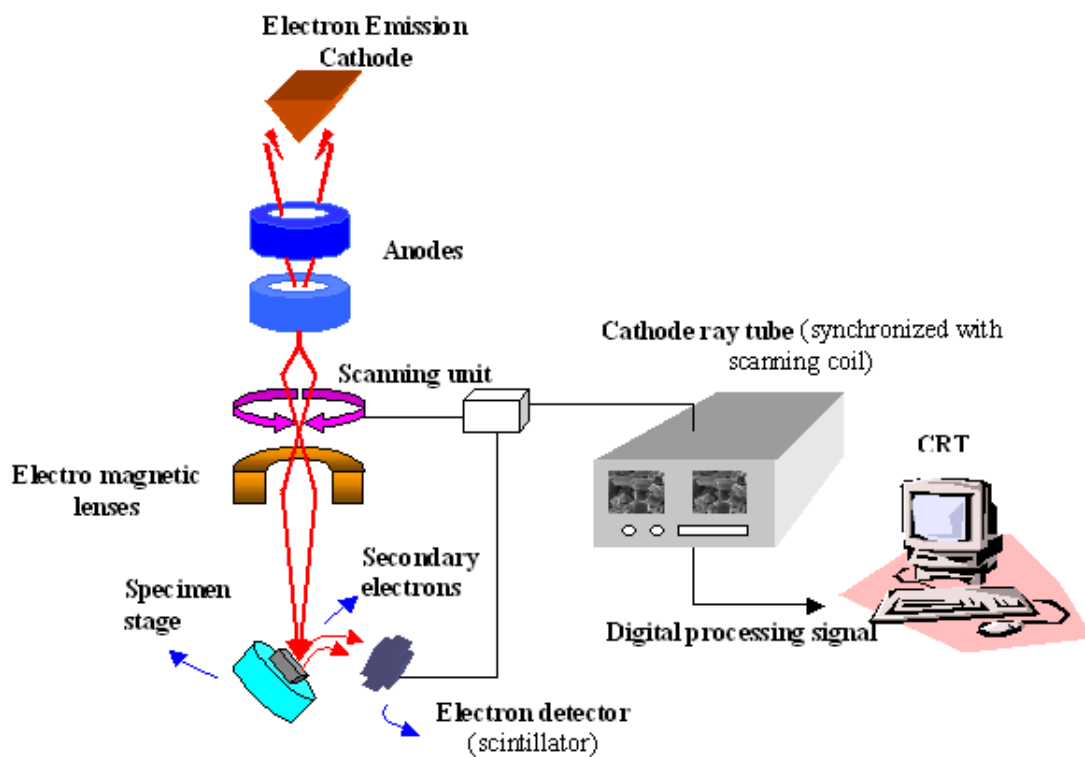 Electron Emission
Cathode
Anodes
Cathode ray tube (synchronized with
scanning coil)
Scanning unit
CRT
Electro magnetic
lenses
Secondary
electrons
Specimen
stage
Digital processing signal
Electron detector
(scintillator)